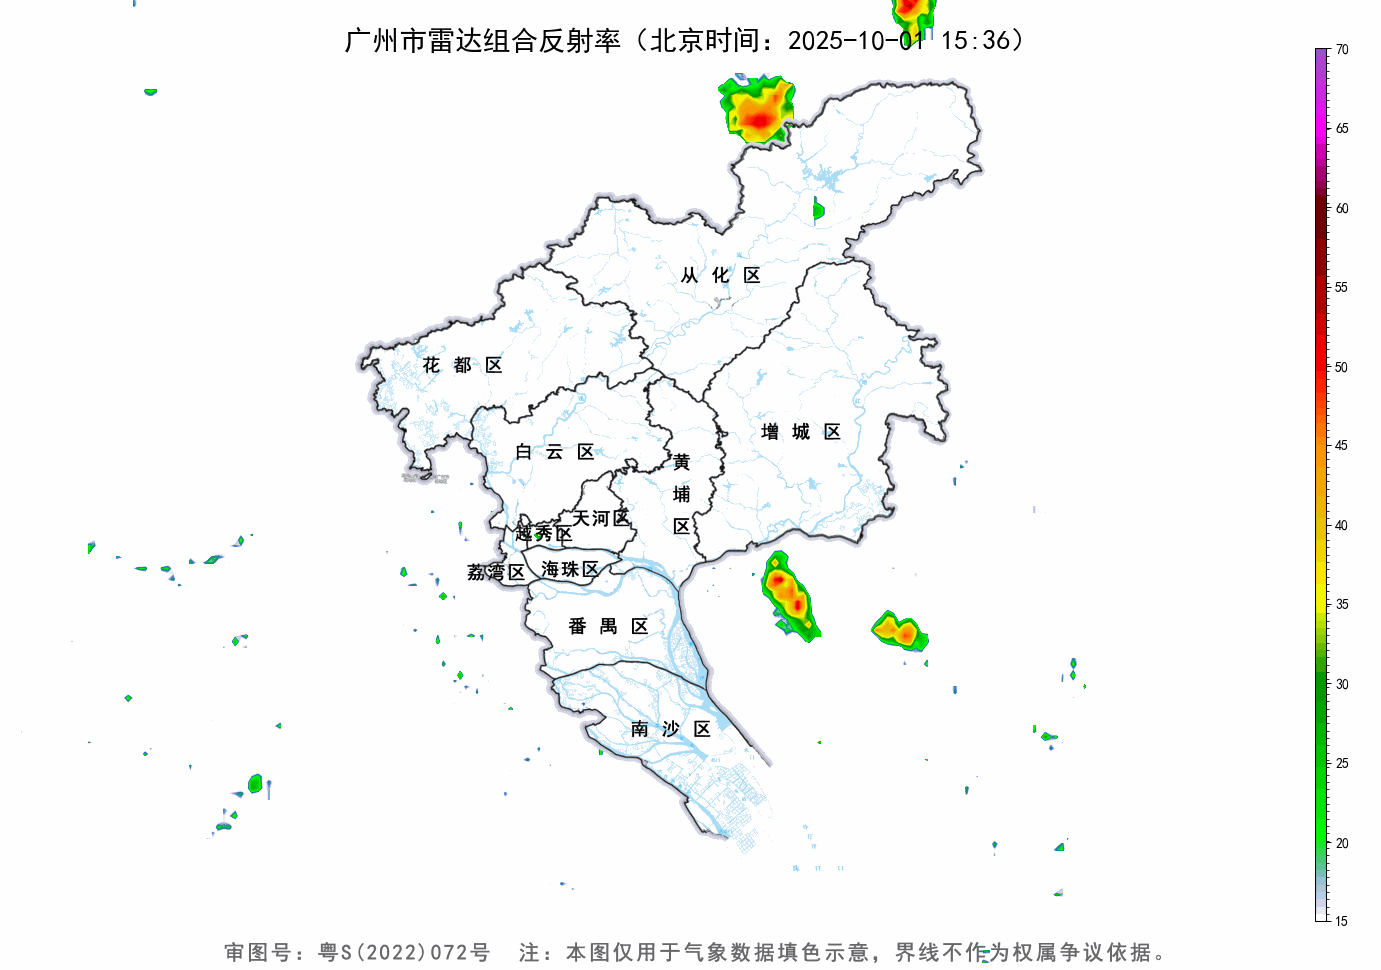 广州市雷达组合反射率（北京时间：2025-10-01 15:36）
70
65
60
55
50
45
40
35
30
25
20
15
从化区
花都区
增城区
白云区
黄埔区
天河区
越秀区
海珠区
荔湾区
番禺区
南沙区
审图号：粤S(2022)072号 注：本图仅用于气象数据填色示意，界线不作为权属争议依据。